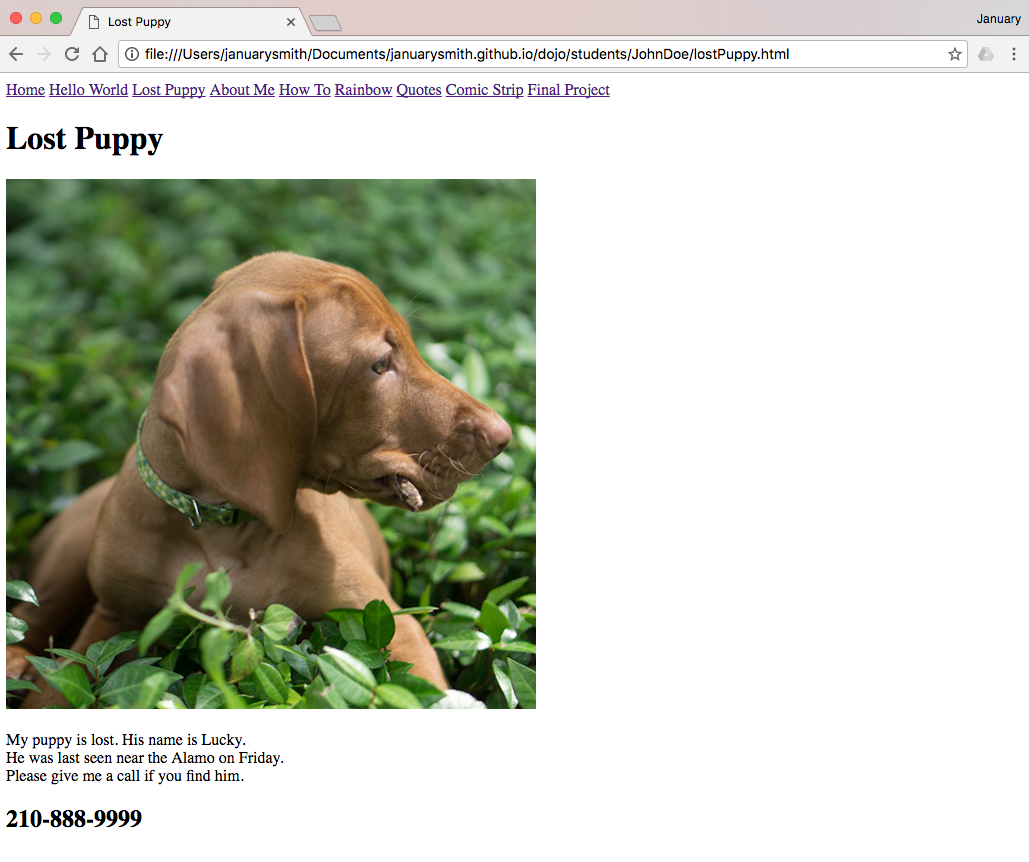 Lost Puppy
January
file:///Users/januarysmith/Documents/januarysmith.github.io/dojo/students/JohnDoe/lostPuppy.html
Home Hello World Lost Puppy About Me How To Rainbow Quotes Comic Strip Final Project
Lost Puppy
My puppy is lost. His name is Lucky.
He was last seen near the Alamo on Friday.
Please give me a call if you find him.
210-888-9999